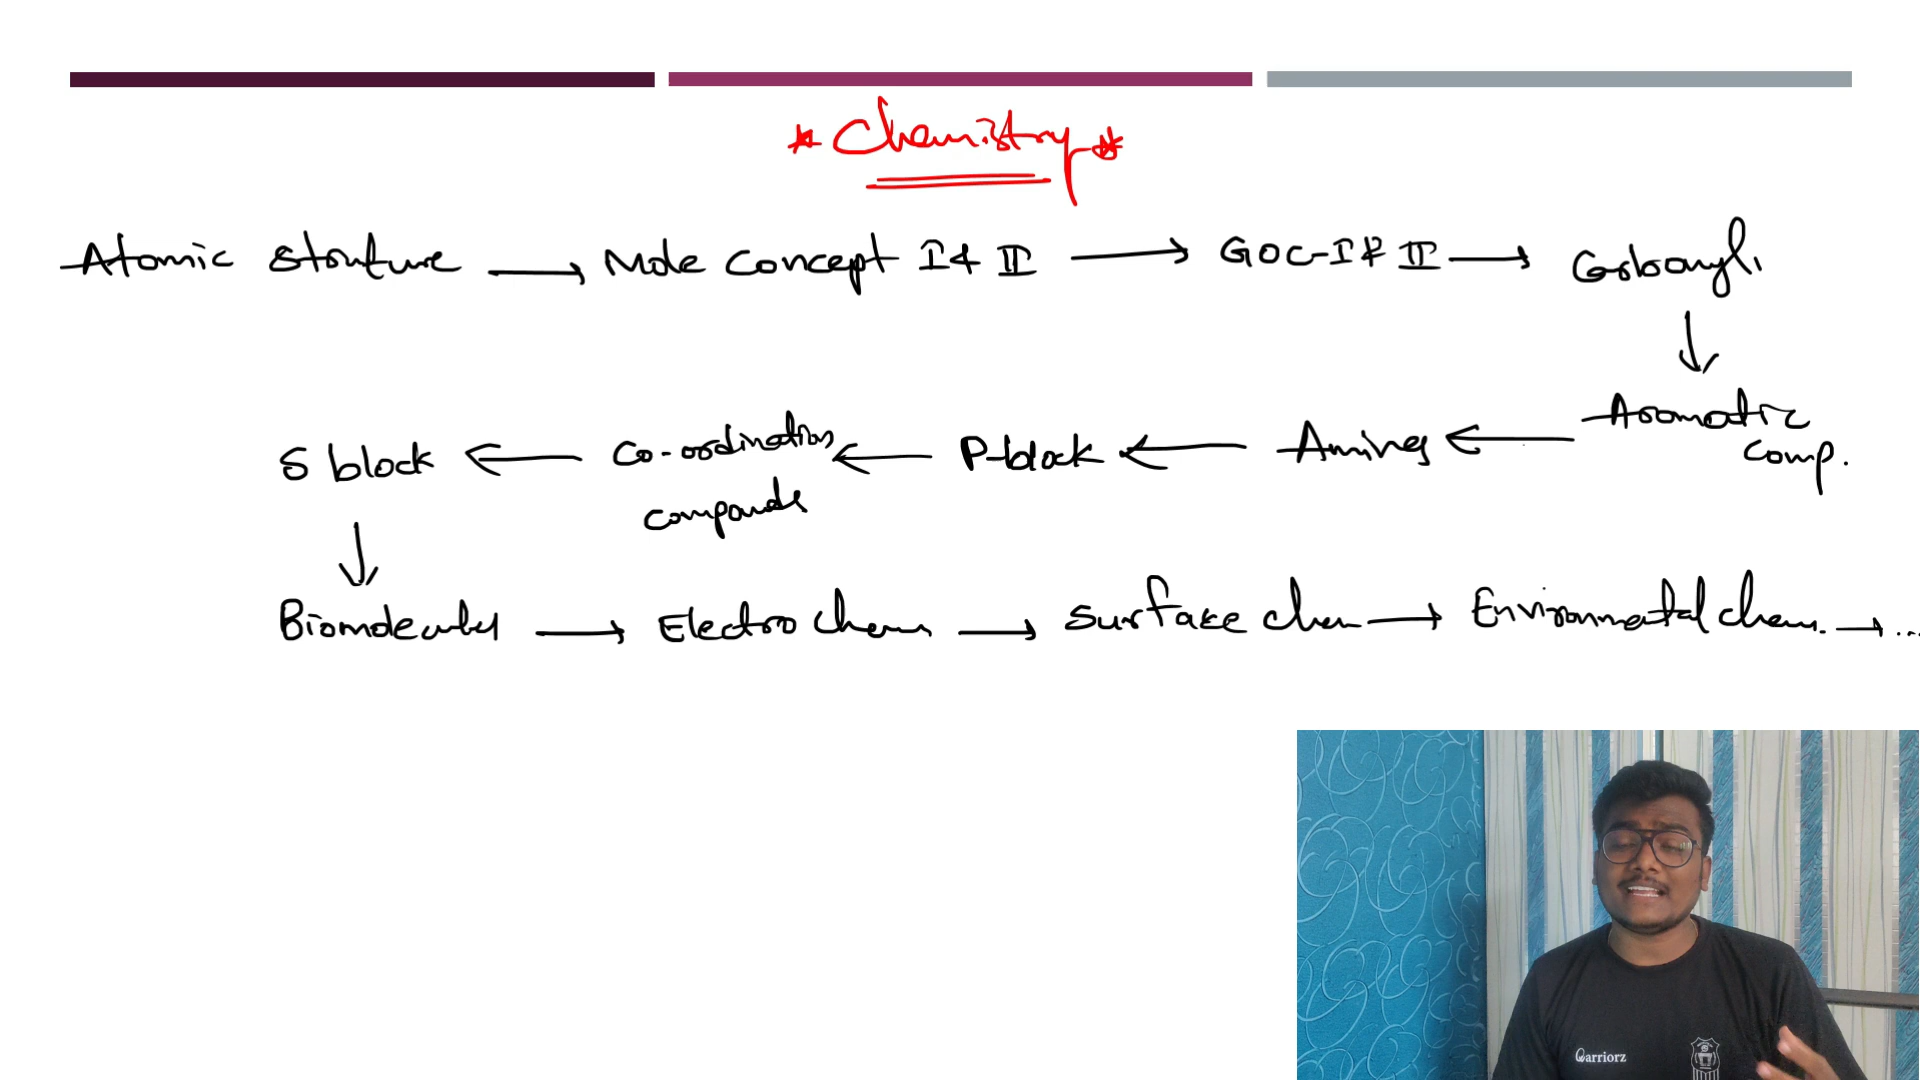 * Chemistry *
Atomic structure → Mole concept I & II → GOC-I & II → Carbonyl,
S block ← Co-ordination compounds ← P-block ← Amines ← Aromatic comp.
Biomolecules → Electro chem → Surface chem → Environmental chem. → ...
Qarriorz